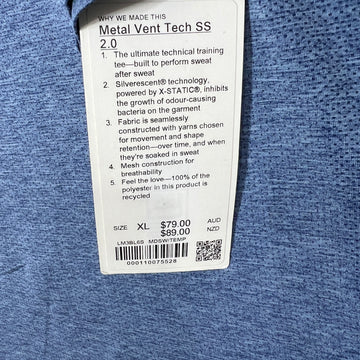 WHY WE MADE THIS
Metal Vent Tech SS
2.0
1. The ultimate technical training
tee—built to perform sweat
after sweat
2. Silverescent® technology,
powered by X-STATIC®, inhibits
the growth of odour-causing
bacteria on the garment
3. Fabric is seamlessly
constructed with yarns chosen
for movement and shape
retention—over time, and when
they're soaked in sweat
4. Mesh construction for
breathability
5. Feel the love—100% of the
polyester in this product is
recycled
SIZE XL $79.00 AUD
$89.00 NZD
LM3BL6S MDSW/TEMP
000110075528